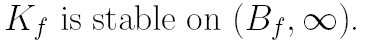 $K_f$ is stable on $(B_f, \infty)$.